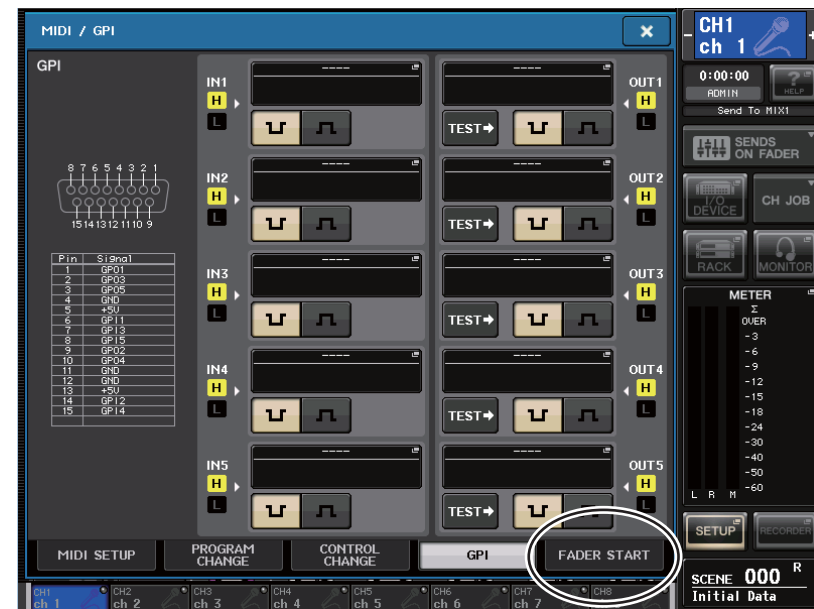 MIDI / GPI
GPI
8 7 6 5 4 3 2 1
15 14 13 12 11 10 9
Pin Signal
1 GPO1
2 GPO3
3 GPO5
4 GND
5 +5V
6 GPI1
7 GPI3
8 GPI5
9 GPO2
10 GPO4
11 GND
12 GND
13 +5V
14 GPI2
15 GPI4
IN1 ---- ---- OUT1
H H
L TEST L
IN2 ---- ---- OUT2
H H
L TEST L
IN3 ---- ---- OUT3
H H
L TEST L
IN4 ---- ---- OUT4
H H
L TEST L
IN5 ---- ---- OUT5
H H
L TEST L
MIDI SETUP
PROGRAM
CHANGE
CONTROL
CHANGE
GPI
FADER START
CH1
ch 1
CH2
ch 2
CH3
ch 3
CH4
ch 4
CH5
ch 5
CH6
ch 6
CH7
ch 7
CH8
- CH1 +
ch 1
0:00:00
ADMIN
?
HELP
Send To MIX1
SENDS
ON FADER
I/O
DEVICE
CH JOB
RACK
MONITOR
METER
Σ
OVER
-3
-6
-9
-12
-15
-18
-24
-30
-40
-50
-60
L R M
SETUP
RECORDER
SCENE 000 R
Initial Data